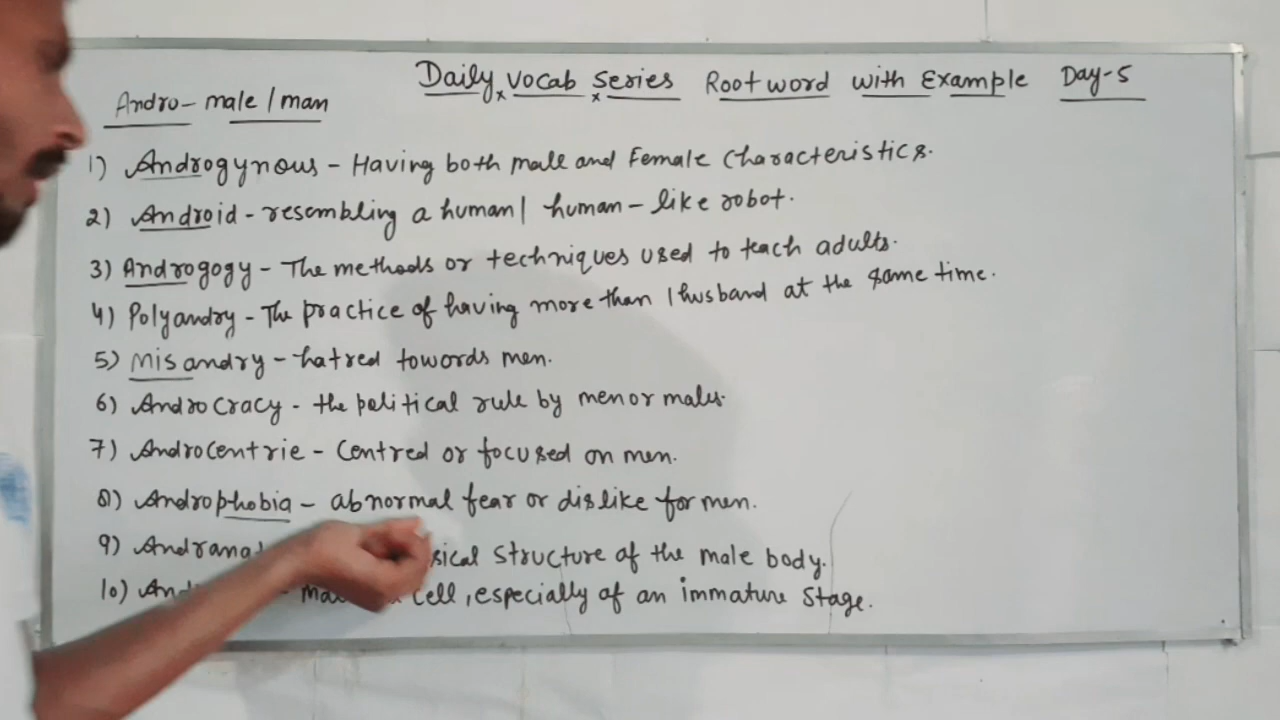 Daily vocab series Root word with Example Day-5
Andro- male/man
1) Androgynous - Having both male and Female Characteristics.
2) Android - resembling a human/ human-like robot.
3) Androgogy - The methods or techniques used to teach adults.
4) Polyandry - The practice of having more than 1 husband at the same time.
5) Misandry - hatred towords men.
6) Androcracy - the political rule by men or males.
7) Androcentrie - Centred or focused on men.
8) Androphobia - abnormal fear or dislike for men.
9) structure of the male body.
10) cell, especially of an immature stage.